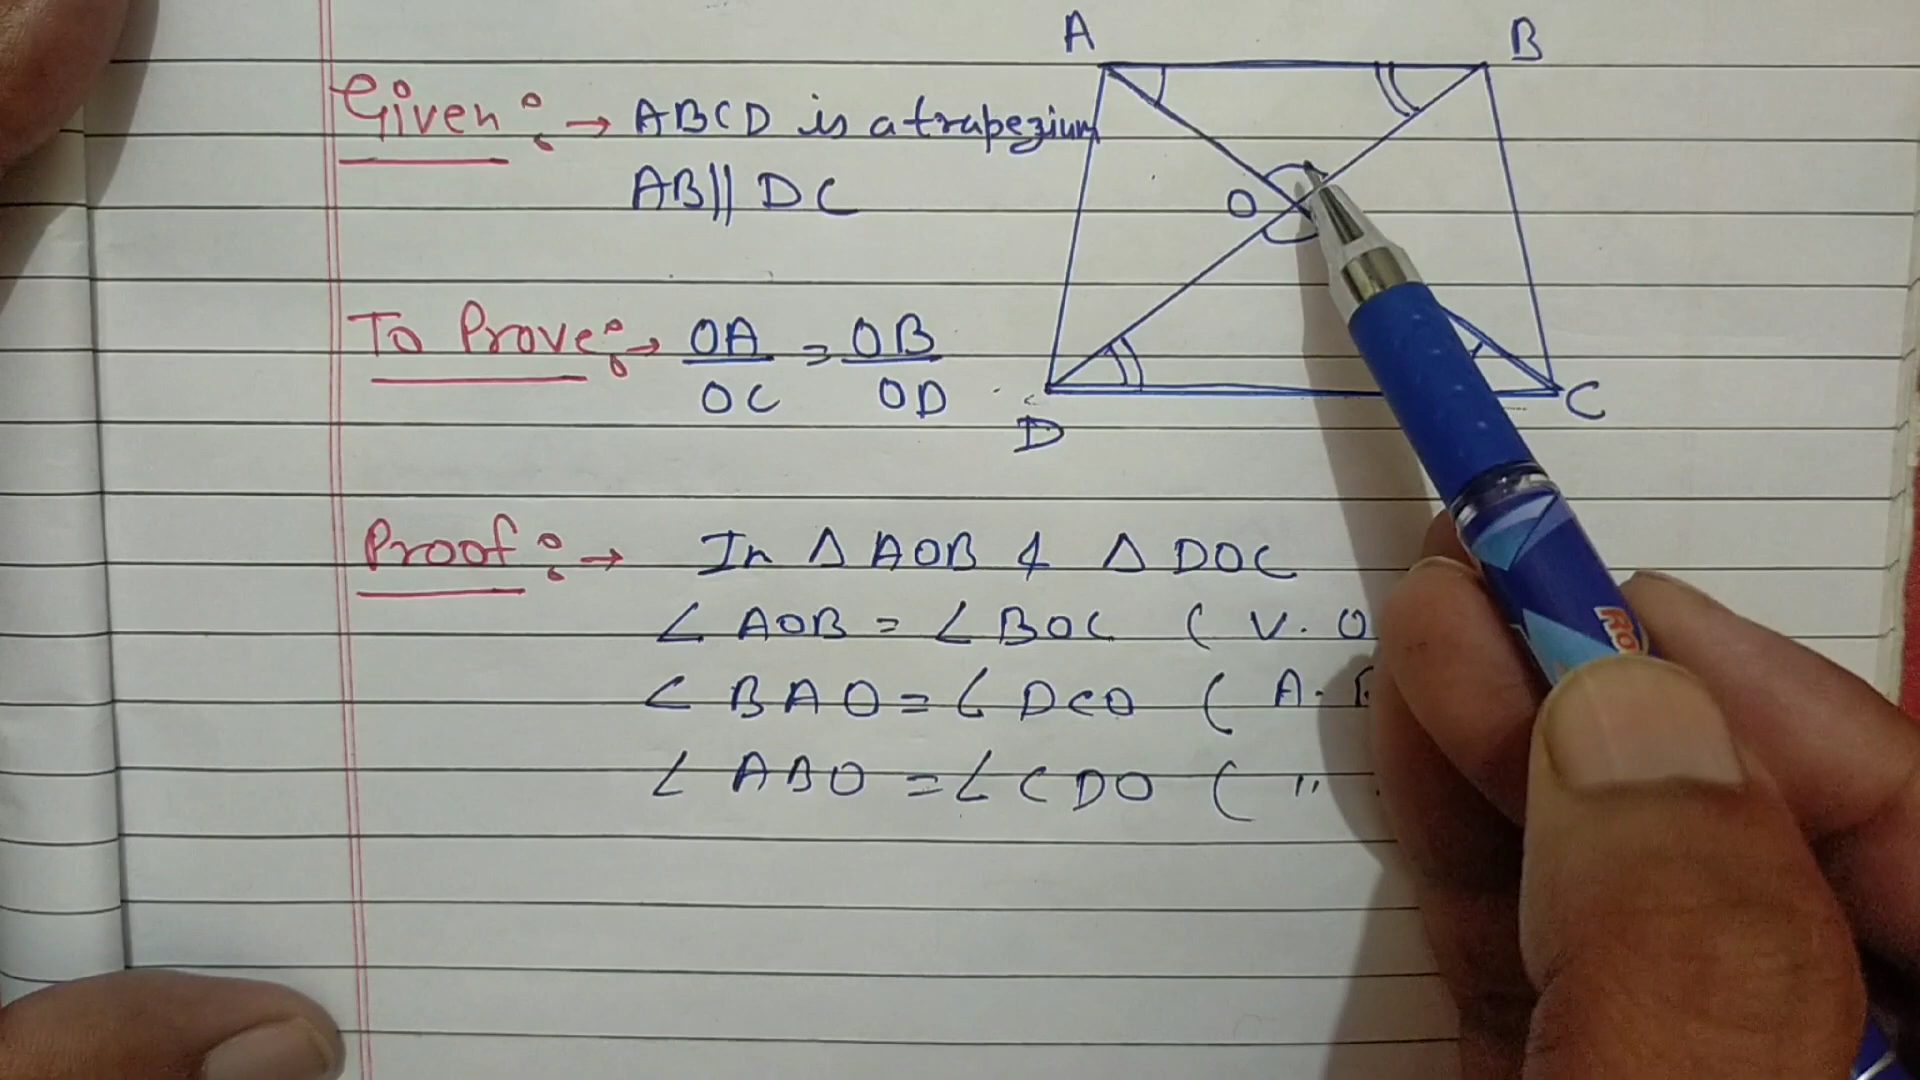 Given :→ ABCD is a trapezium
AB || DC
To Prove :→ OA/OC = OB/OD
Proof :→ In △ AOB & △ DOC
∠ AOB = ∠ BOC ( V. O
∠ BAO = ∠ DCO ( A.
∠ ABO = ∠ CDO ( "
A
B
O
D
C
Ro